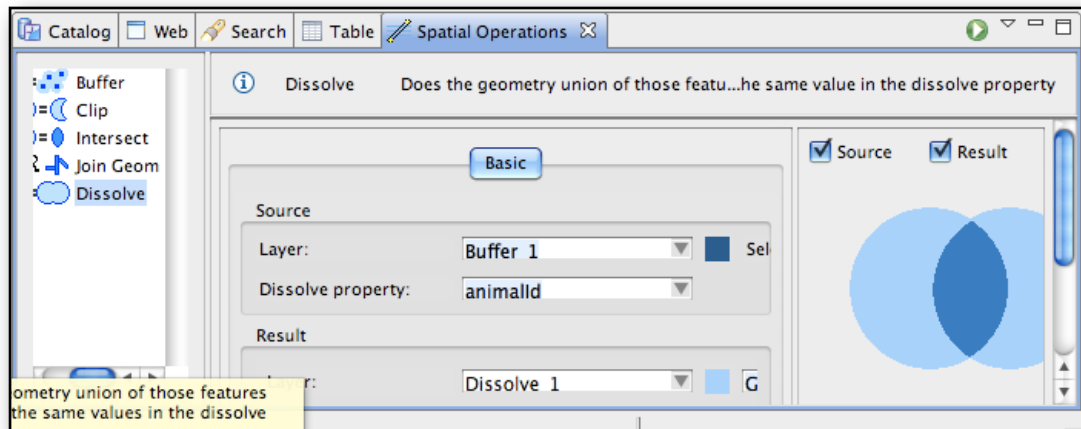 Catalog Web Search Table Spatial Operations
Buffer
Clip
Intersect
Join Geom
Dissolve
Dissolve Does the geometry union of those featu...he same value in the dissolve property
Basic
Source
Layer: Buffer 1 Sel
Dissolve property: animalId
Result
Layer: Dissolve 1 G
Source Result
ometry union of those features
the same values in the dissolve